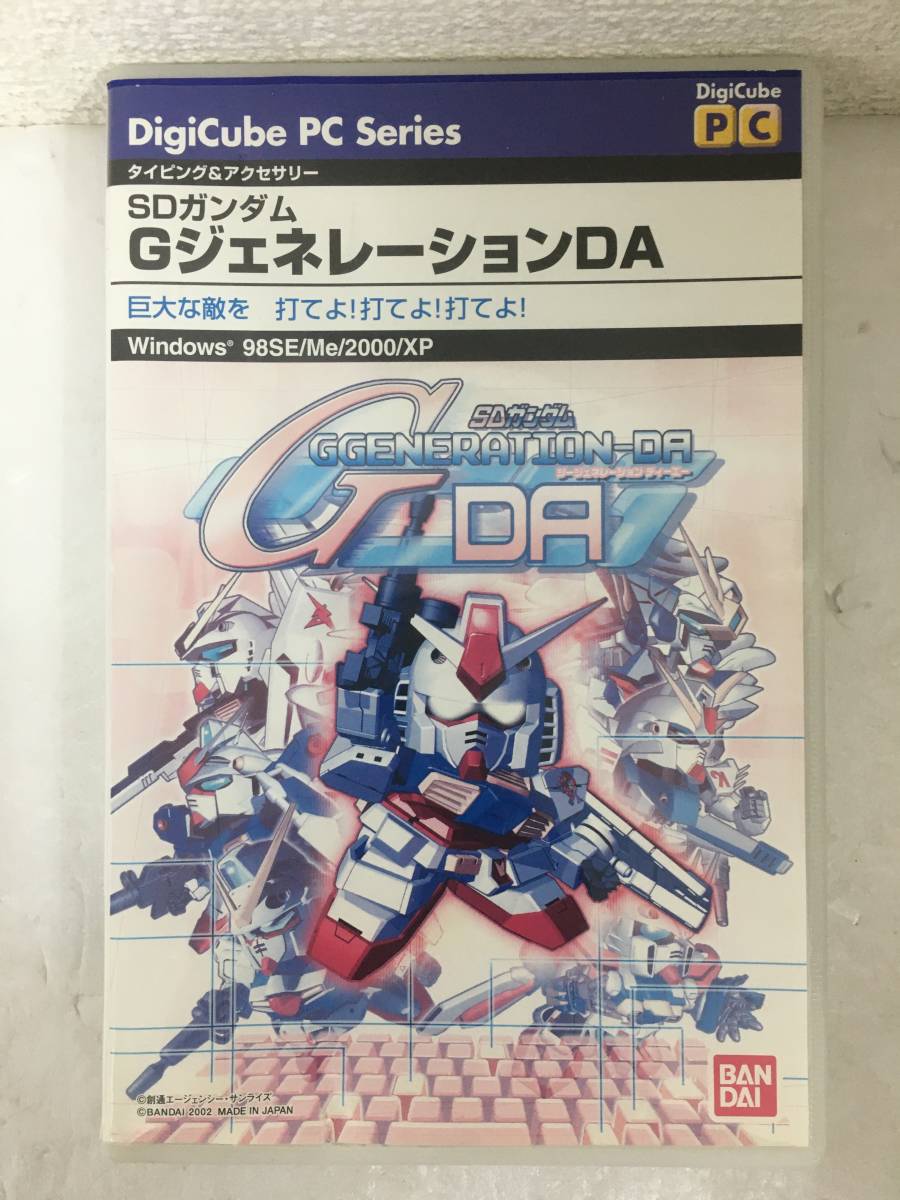 DigiCube
PC
DigiCube PC Series
タイピング&アクセサリー
SDガンダム
GジェネレーションDA
巨大な敵を 打てよ!打てよ!打てよ!
Windows® 98SE/Me/2000/XP
SDガンダム
GGENERATION-DA
ジージェネレーション ディーエー
G DA
©創通エージェンシー・サンライズ
©BANDAI 2002 MADE IN JAPAN
BAN
DAI